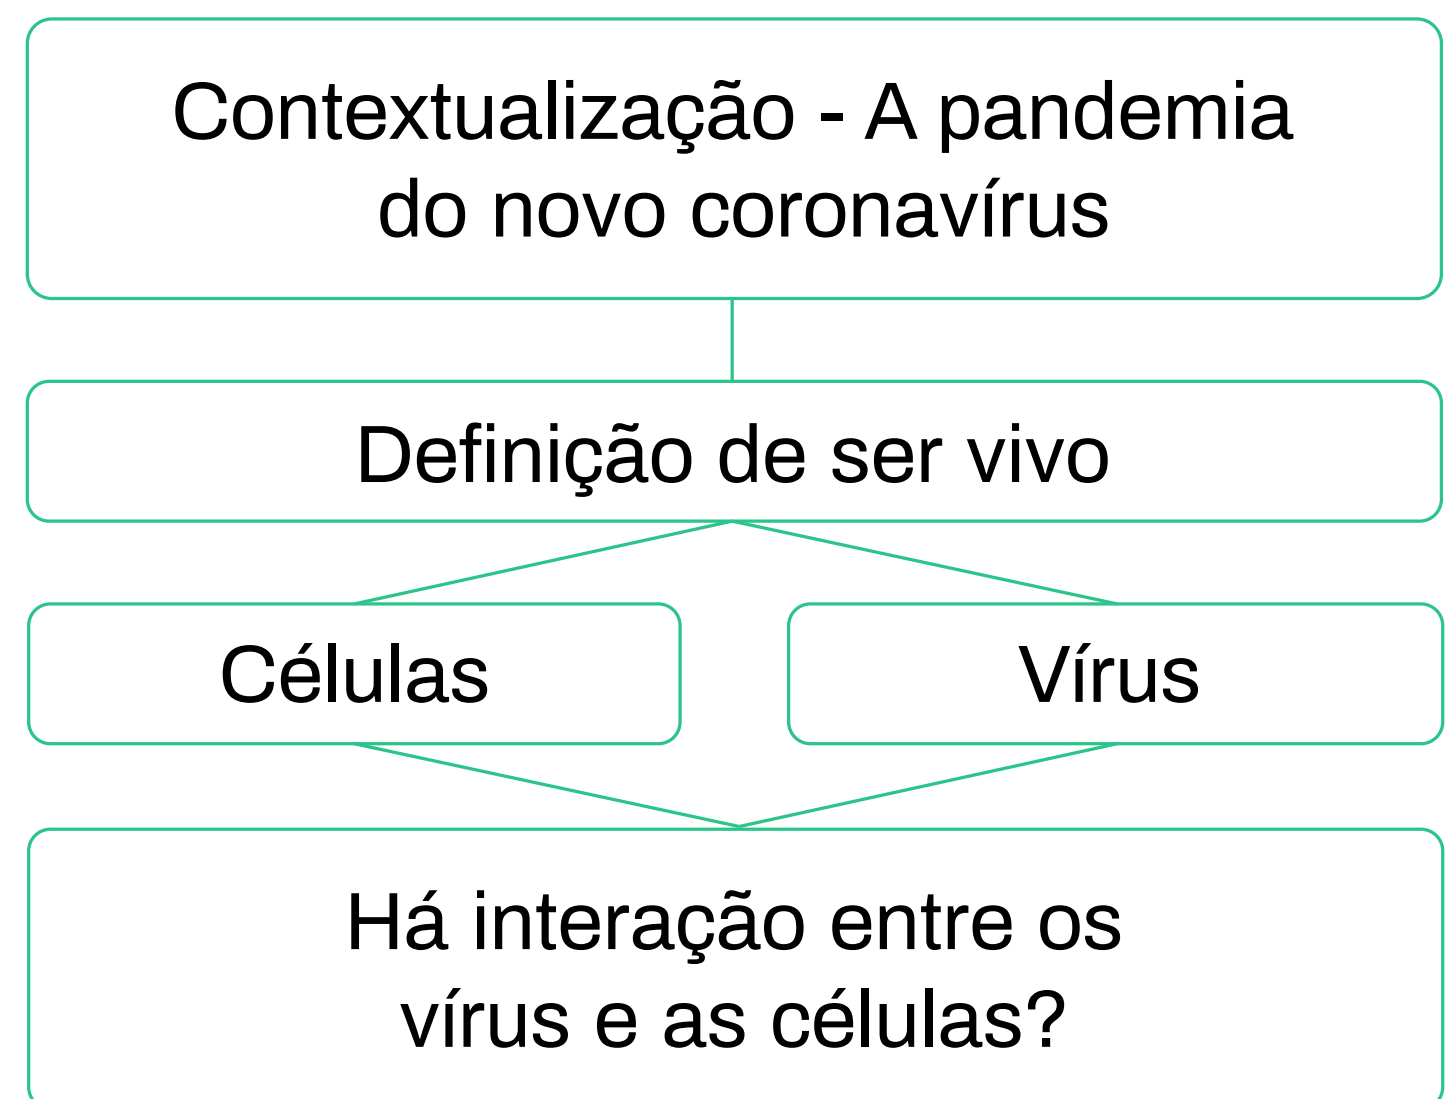 Contextualização - A pandemia
do novo coronavírus
Definição de ser vivo
Células
Vírus
Há interação entre os
vírus e as células?